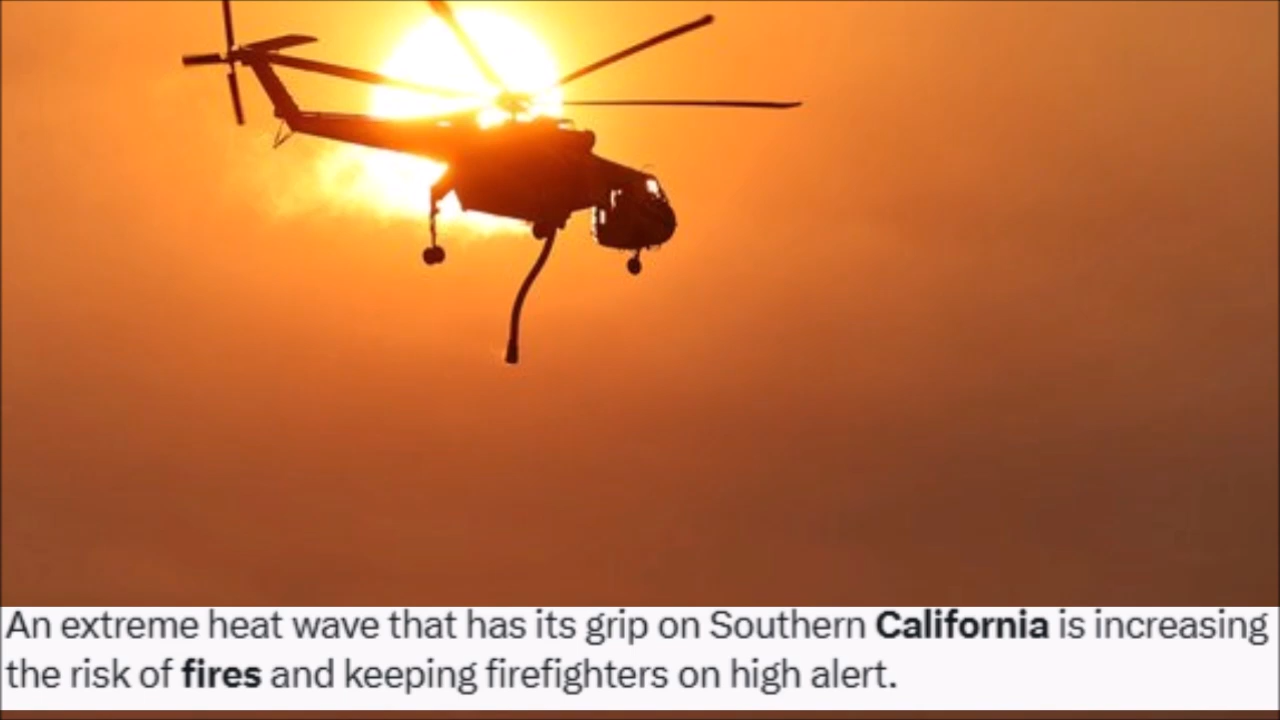 An extreme heat wave that has its grip on Southern California is increasing
the risk of fires and keeping firefighters on high alert.